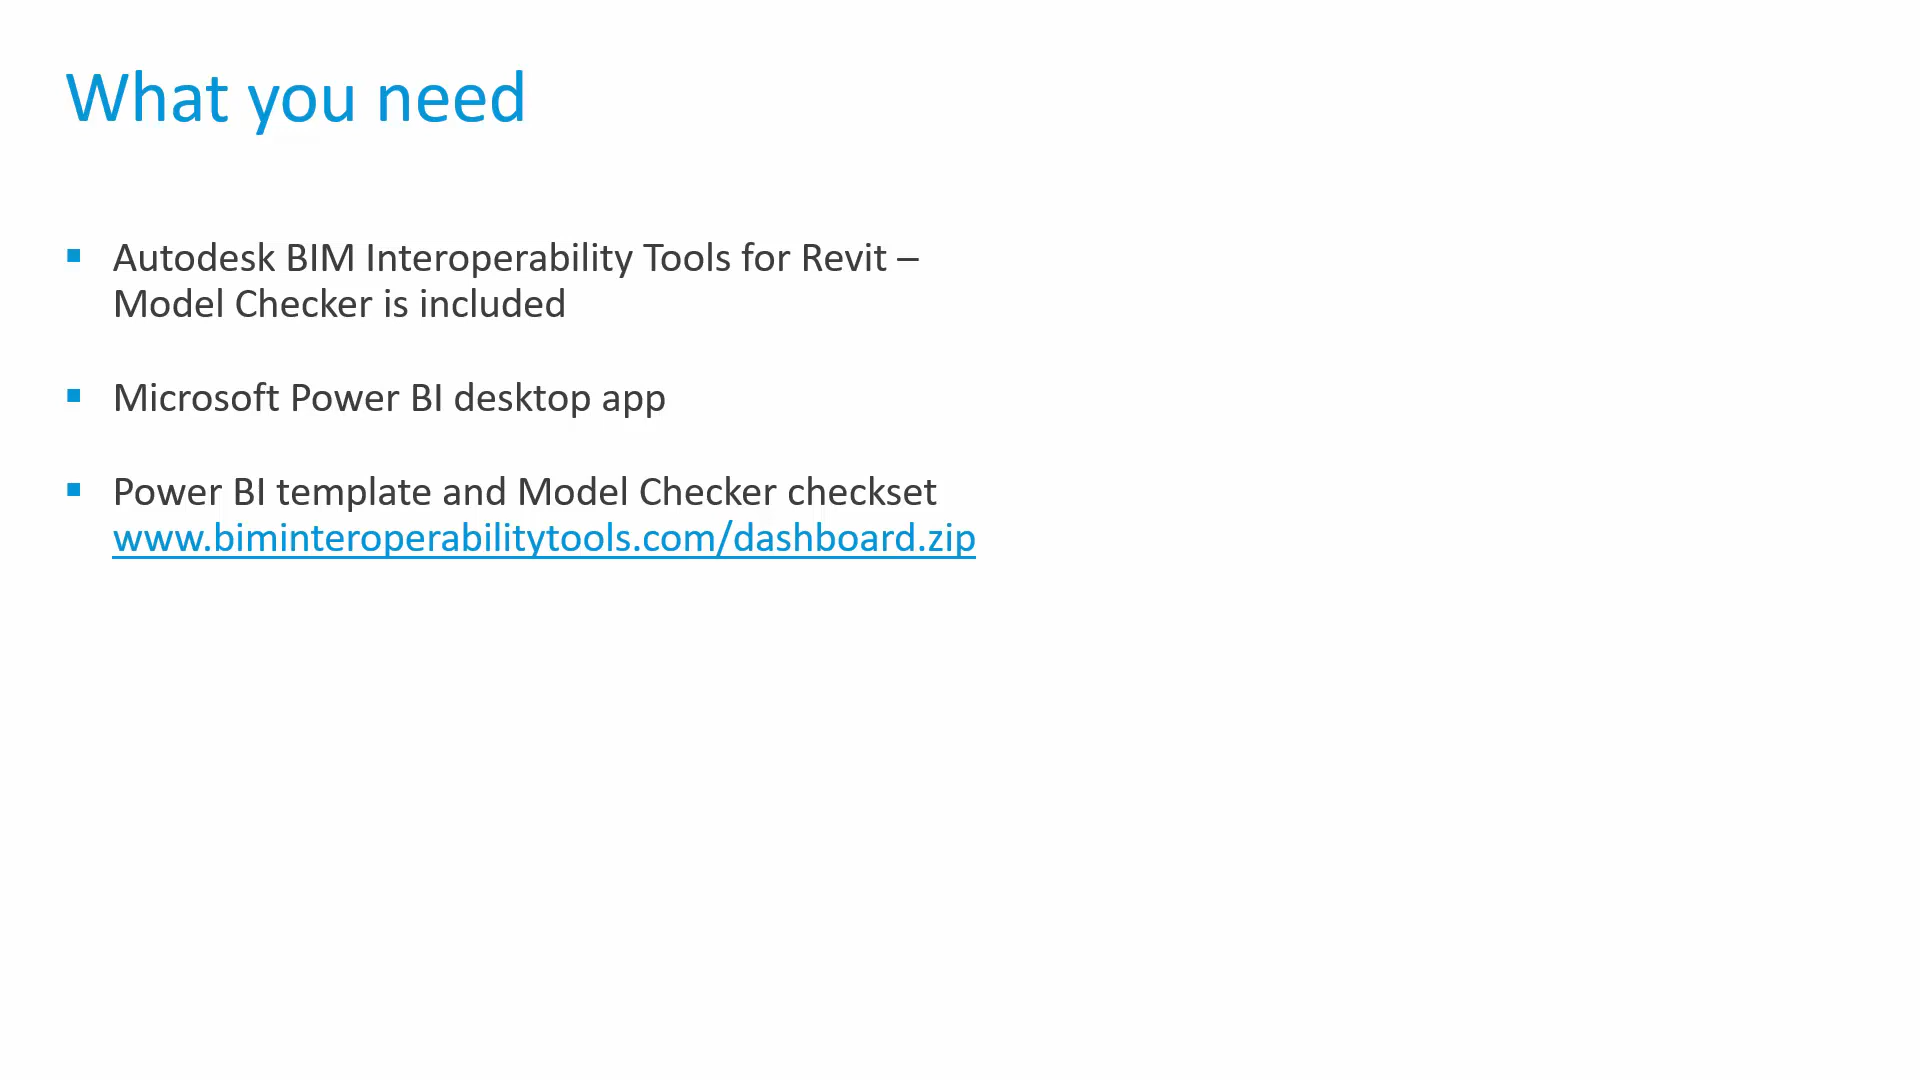 What you need
Autodesk BIM Interoperability Tools for Revit –
Model Checker is included
Microsoft Power BI desktop app
Power BI template and Model Checker checkset
www.biminteroperabilitytools.com/dashboard.zip